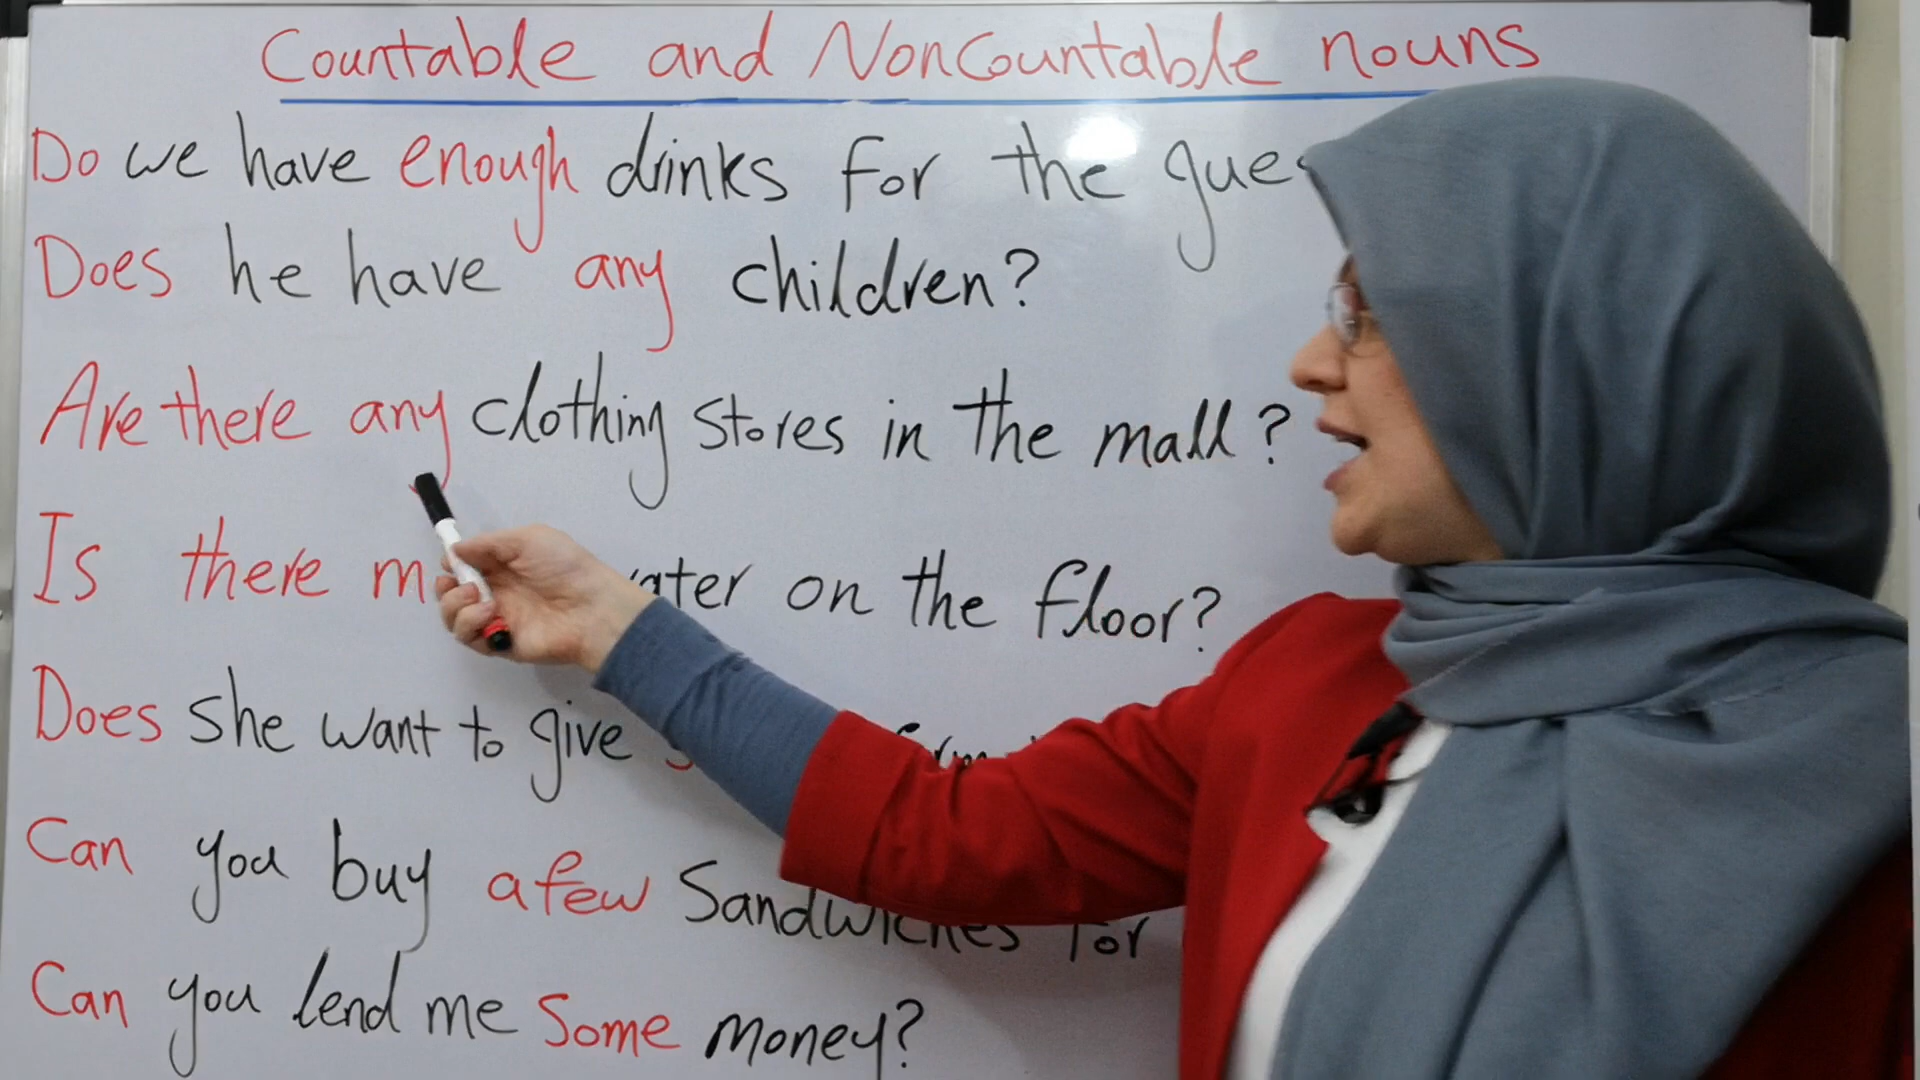 Countable and NonCountable nouns
Do we have enough drinks for the
Does he have any children?
Are there any clothing stores in the mall?
Is there on the floor?
Does she want to give
Can you buy a few Sandwiches for
Can you lend me Some money?